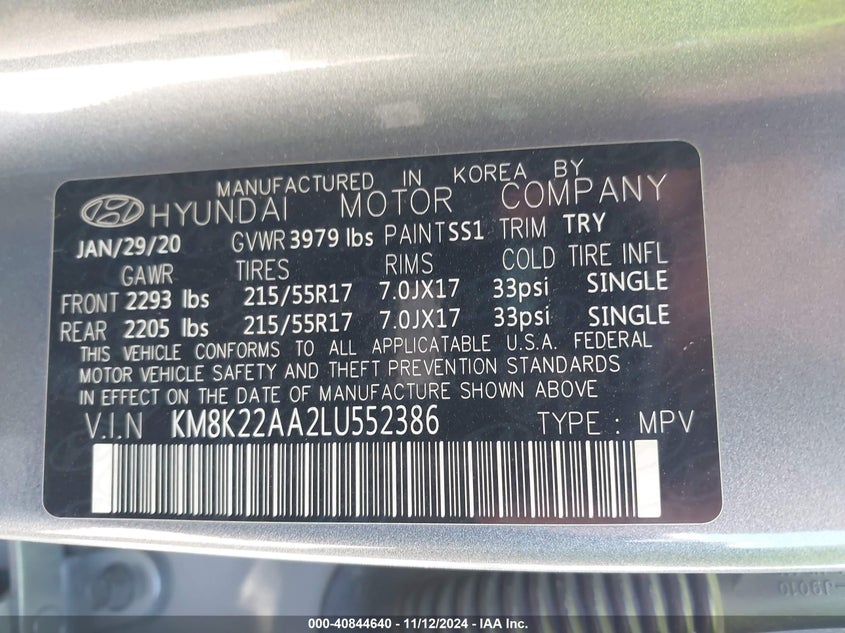 MANUFACTURED IN KOREA BY
HYUNDAI MOTOR COMPANY
JAN/29/20 GVWR 3979 lbs PAINT SS1 TRIM TRY
GAWR TIRES RIMS COLD TIRE INFL
FRONT 2293 lbs 215/55R17 7.0JX17 33psi SINGLE
REAR 2205 lbs 215/55R17 7.0JX17 33psi SINGLE
THIS VEHICLE CONFORMS TO ALL APPLICATABLE U.S.A. FEDERAL
MOTOR VEHICLE SAFETY AND THEFT PREVENTION STANDARDS
IN EFFECT ON THE DATE OF MANUFACTURE SHOWN ABOVE
V.I.N KM8K22AA2LU552386 TYPE : MPV
000-40844640 - 11/12/2024 - IAA Inc.